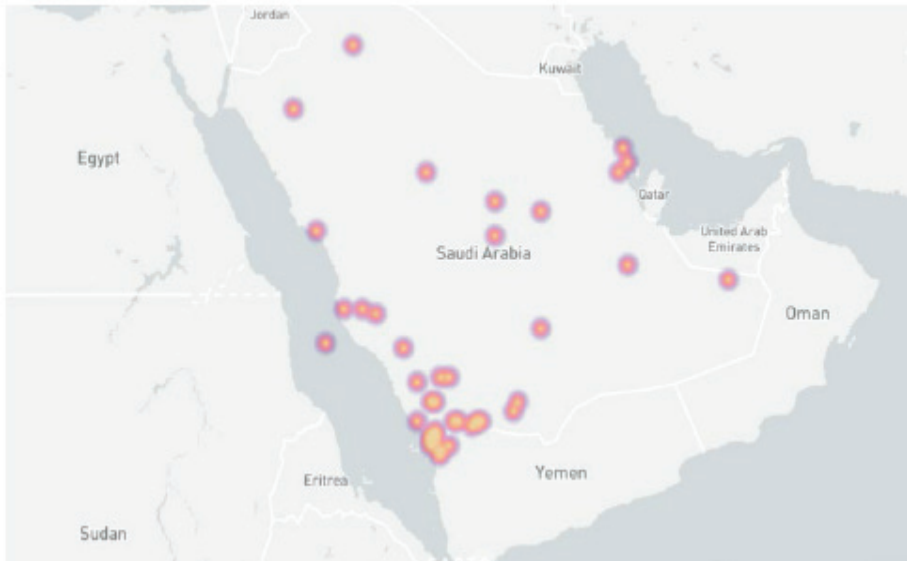 Jordan
Kuwait
Egypt
Qatar
United Arab
Emirates
Saudi Arabia
Oman
Yemen
Eritrea
Sudan